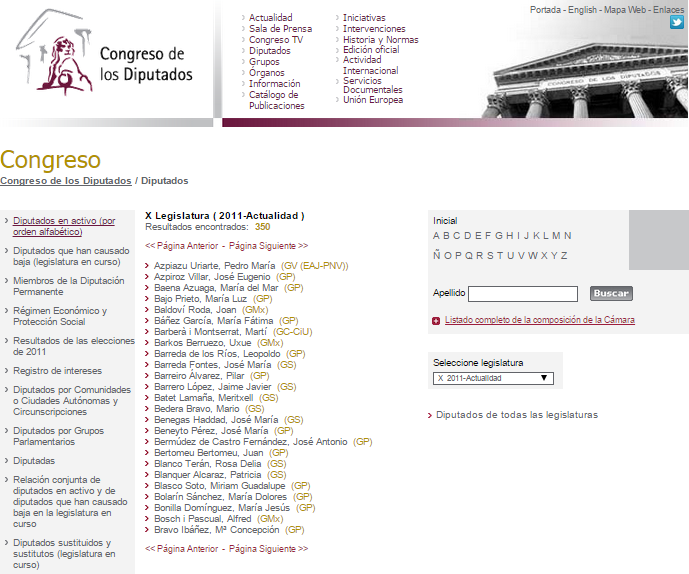 Portada - English - Mapa Web - Enlaces
Congreso de
los Diputados
Actualidad
Sala de Prensa
Congreso TV
Diputados
Grupos
Órganos
Información
Catálogo de
Publicaciones
Iniciativas
Intervenciones
Historia y Normas
Edición oficial
Actividad
Internacional
Servicios
Documentales
Unión Europea
CONGRESO DE LOS DIPUTADOS
Congreso
Congreso de los Diputados / Diputados
Diputados en activo (por
orden alfabético)
Diputados que han causado
baja (legislatura en curso)
Miembros de la Diputación
Permanente
Régimen Económico y
Protección Social
Resultados de las elecciones
de 2011
Registro de intereses
Diputados por Comunidades
o Ciudades Autónomas y
Circunscripciones
Diputados por Grupos
Parlamentarios
Diputadas
Relación conjunta de
diputados en activo y de
diputados que han causado
baja en la legislatura en
curso
Diputados sustituidos y
sustitutos (legislatura en
curso)
X Legislatura ( 2011-Actualidad )
Resultados encontrados: 350
<< Página Anterior - Página Siguiente >>
Azpiazu Uriarte, Pedro María (GV (EAJ-PNV))
Azpiroz Villar, José Eugenio (GP)
Baena Azuaga, María del Mar (GP)
Bajo Prieto, María Luz (GP)
Baldoví Roda, Joan (GMx)
Báñez García, María Fátima (GP)
Barberà i Montserrat, Martí (GC-CiU)
Barkos Berruezo, Uxue (GMx)
Barreda de los Ríos, Leopoldo (GP)
Barreda Fontes, José María (GS)
Barreiro Álvarez, Pilar (GP)
Barrero López, Jaime Javier (GS)
Batet Lamaña, Meritxell (GS)
Bedera Bravo, Mario (GS)
Benegas Haddad, José María (GS)
Beneyto Pérez, José María (GP)
Bermúdez de Castro Fernández, José Antonio (GP)
Bertomeu Bertomeu, Juan (GP)
Blanco Terán, Rosa Delia (GS)
Blanquer Alcaraz, Patricia (GS)
Blasco Soto, Miriam Guadalupe (GP)
Bolarín Sánchez, María Dolores (GP)
Bonilla Domínguez, María Jesús (GP)
Bosch i Pascual, Alfred (GMx)
Bravo Ibáñez, Mª Concepción (GP)
<< Página Anterior - Página Siguiente >>
Inicial
A B C D E F G H I J K L M N
Ñ O P Q R S T U V W X Y Z
Apellido Buscar
Listado completo de la composición de la Cámara
Seleccione legislatura
X 2011-Actualidad
Diputados de todas las legislaturas